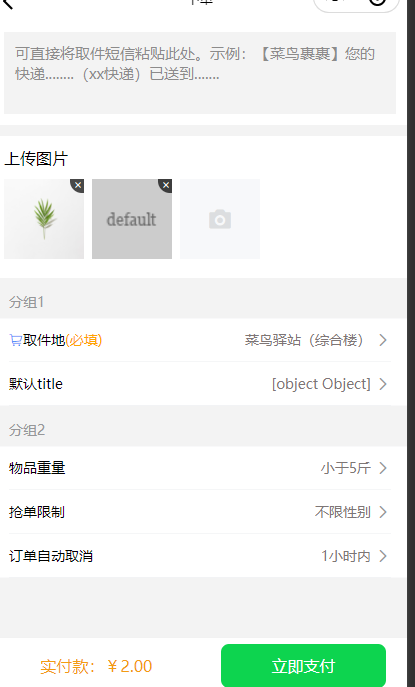 可直接将取件短信粘贴此处。示例：【菜鸟裹裹】您的
快递........（xx快递）已送到.......
上传图片
default
分组1
取件地(必填)
菜鸟驿站（综合楼）
默认title
[object Object]
分组2
物品重量
小于5斤
抢单限制
不限性别
订单自动取消
1小时内
实付款：￥2.00
立即支付